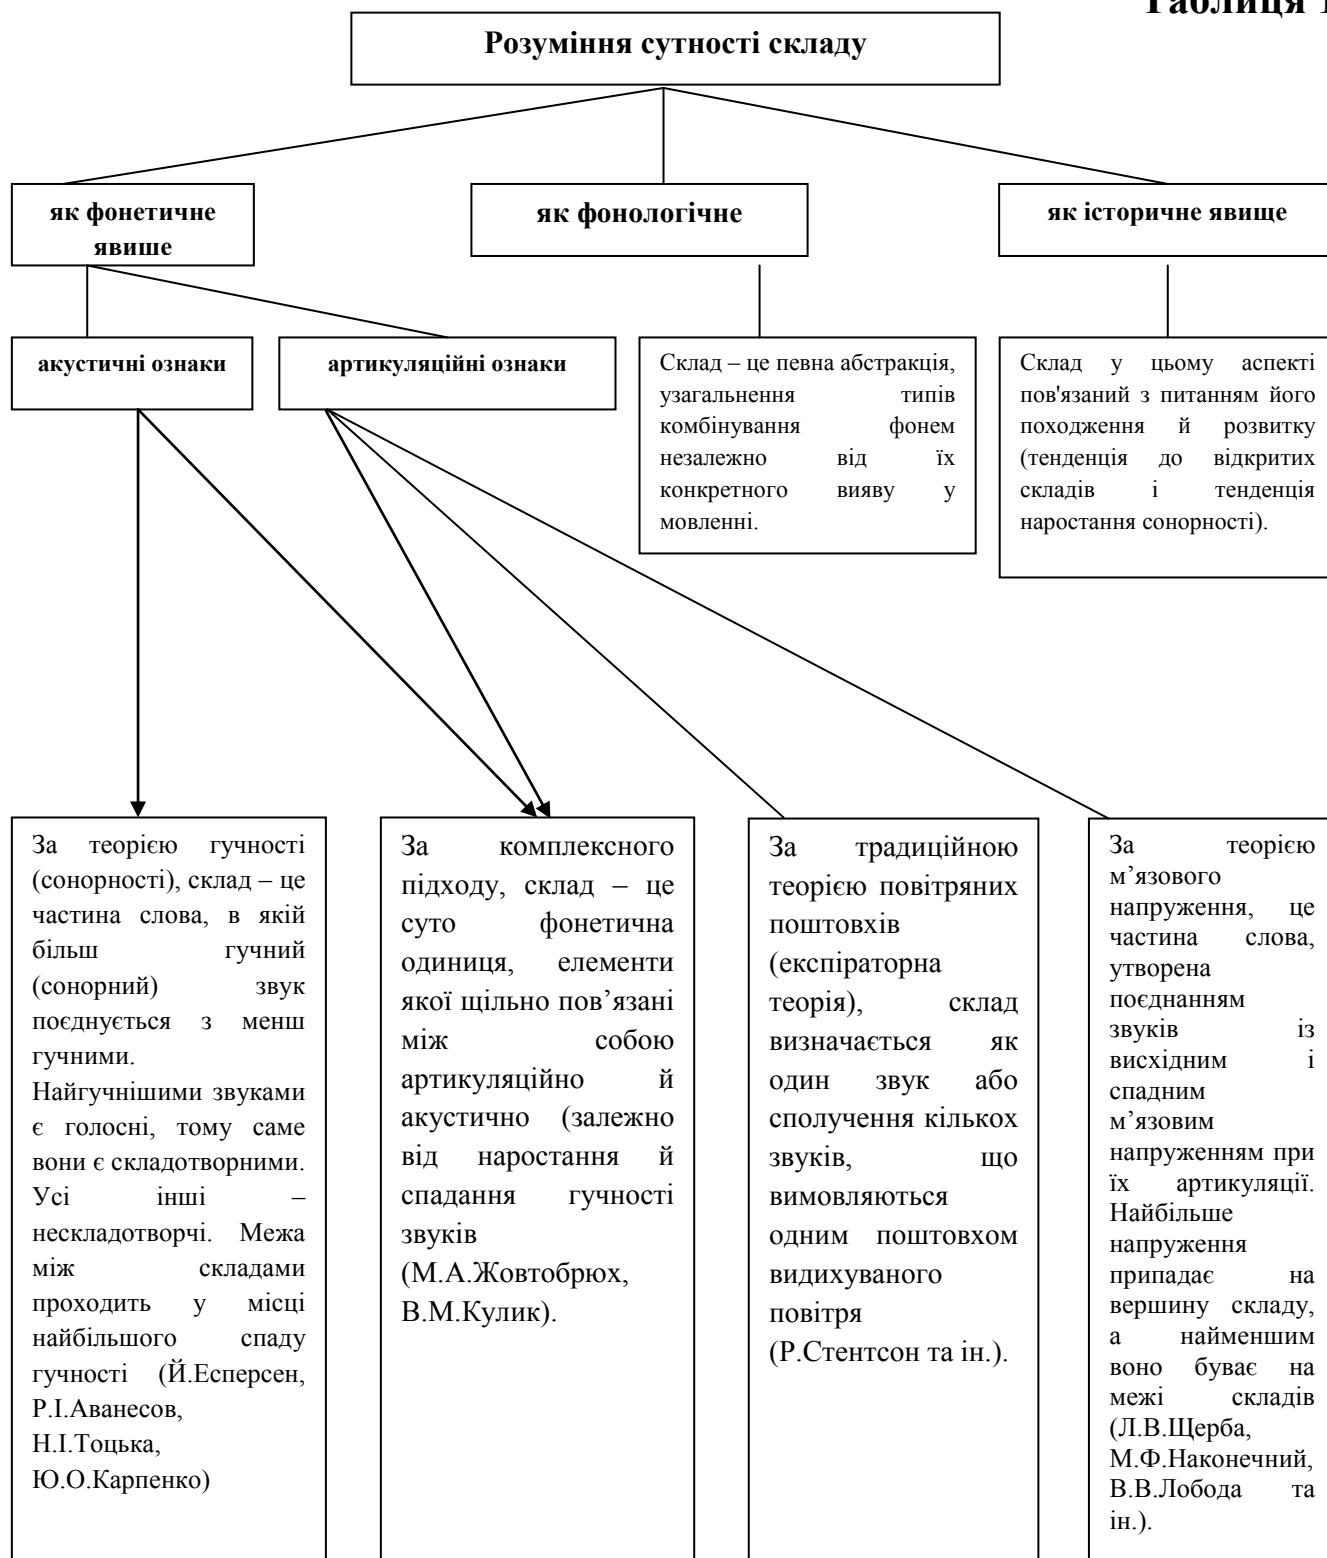 Таблиця 1
Розуміння сутності складу
як фонетичне
явише
як фонологічне
як історичне явище
акустичні ознаки
артикуляційні ознаки
Склад – це певна абстракція,
узагальнення типів
комбінування фонем
незалежно від їх
конкретного вияву у
мовленні.
Склад у цьому аспекті
пов'язаний з питанням його
походження й розвитку
(тенденція до відкритих
складів і тенденція
наростання сонорності).
За теорією гучності
(сонорності), склад – це
частина слова, в якій
більш гучний
(сонорний) звук
поєднується з менш
гучними.
Найгучнішими звуками
є голосні, тому саме
вони є складотворними.
Усі інші –
нескладотворчі. Межа
між складами
проходить у місці
найбільшого спаду
гучності (Й.Есперсен,
Р.І.Аванесов,
Н.І.Тоцька,
Ю.О.Карпенко)
За комплексного
підходу, склад – це
суто фонетична
одиниця, елементи
якої щільно пов’язані
між собою
артикуляційно й
акустично (залежно
від наростання й
спадання гучності
звуків
(М.А.Жовтобрюх,
В.М.Кулик).
За традиційною
теорією повітряних
поштовхів
(експіраторна
теорія), склад
визначається як
один звук або
сполучення кількох
звуків, що
вимовляються
одним поштовхом
видихуваного
повітря
(Р.Стентсон та ін.).
За теорією
м’язового
напруження, це
частина слова,
утворена
поєднанням
звуків із
висхідним і
спадним
м’язовим
напруженням при
їх артикуляції.
Найбільше
напруження
припадає на
вершину складу,
а найменшим
воно буває на
межі складів
(Л.В.Щерба,
М.Ф.Наконечний,
В.В.Лобода та
ін.).